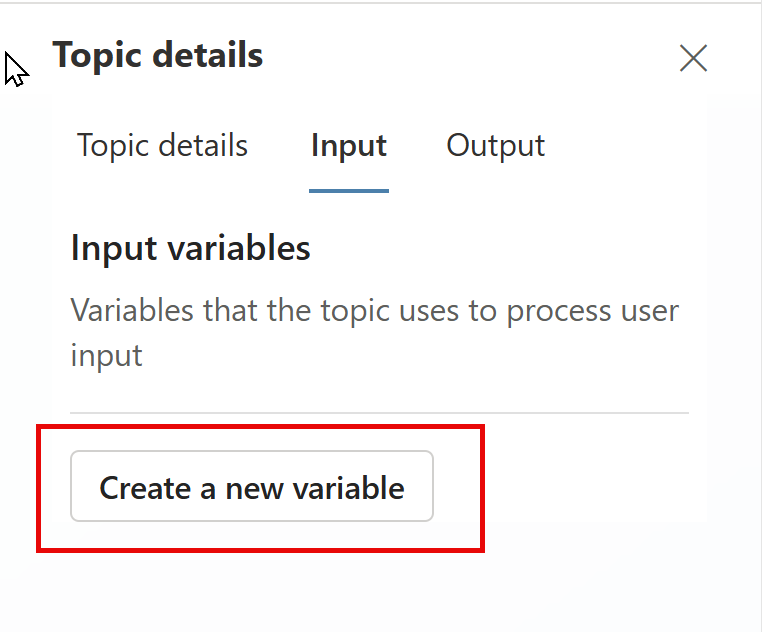 Topic details
Topic details Input Output
Input variables
Variables that the topic uses to process user
input
Create a new variable